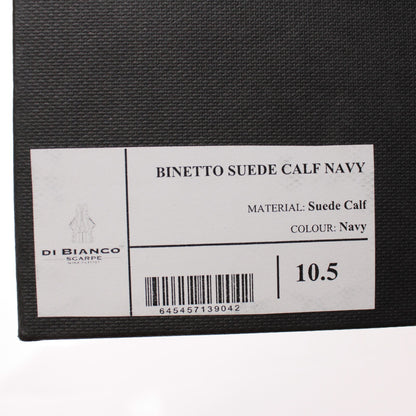 BINETTO SUEDE CALF NAVY
MATERIAL: Suede Calf
COLOUR: Navy
DI BIANCO
SCARPE
10.5
645457139042